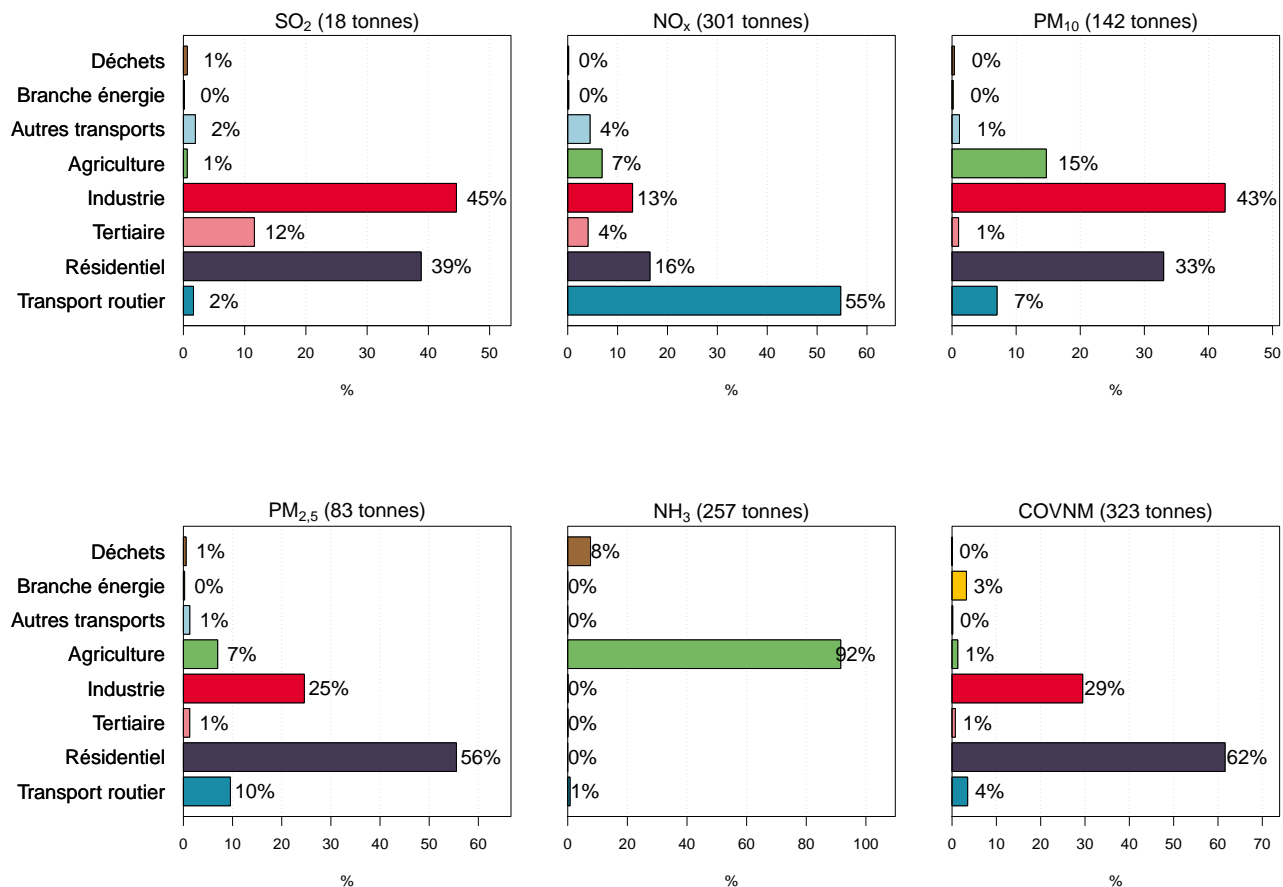 SO₂ (18 tonnes)
Déchets 1%
Branche énergie 0%
Autres transports 2%
Agriculture 1%
Industrie 45%
Tertiaire 12%
Résidentiel 39%
Transport routier 2%
0 10 20 30 40 50
%
NOₓ (301 tonnes)
0%
0%
4%
7%
13%
4%
16%
55%
0 10 20 30 40 50 60
%
PM₁₀ (142 tonnes)
0%
0%
1%
15%
43%
1%
33%
7%
0 10 20 30 40 50
%
PM₂,₅ (83 tonnes)
Déchets 1%
Branche énergie 0%
Autres transports 1%
Agriculture 7%
Industrie 25%
Tertiaire 1%
Résidentiel 56%
Transport routier 10%
0 10 20 30 40 50 60
%
NH₃ (257 tonnes)
8%
0%
0%
92%
0%
0%
0%
1%
0 20 40 60 80 100
%
COVNM (323 tonnes)
0%
3%
0%
1%
29%
1%
62%
4%
0 10 20 30 40 50 60 70
%